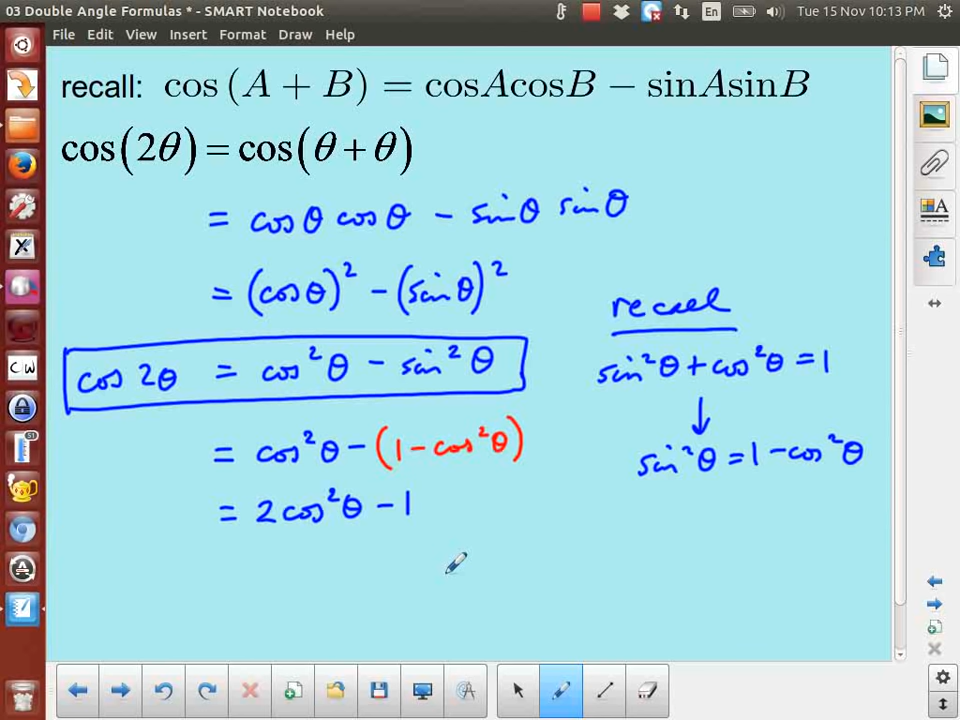 03 Double Angle Formulas * - SMART Notebook
En
Tue 15 Nov 10:13 PM
File Edit View Insert Format Draw Help
recall: cos (A + B) = cosAcosB − sinAsinB
cos(2θ) = cos(θ + θ)
= cosθ cosθ − sinθ sinθ
= (cosθ)² − (sinθ)²
cos 2θ = cos²θ − sin²θ
= cos²θ − (1 − cos²θ)
= 2cos²θ − 1
recall
sin²θ + cos²θ = 1
↓
sin²θ = 1 − cos²θ
C/W
51